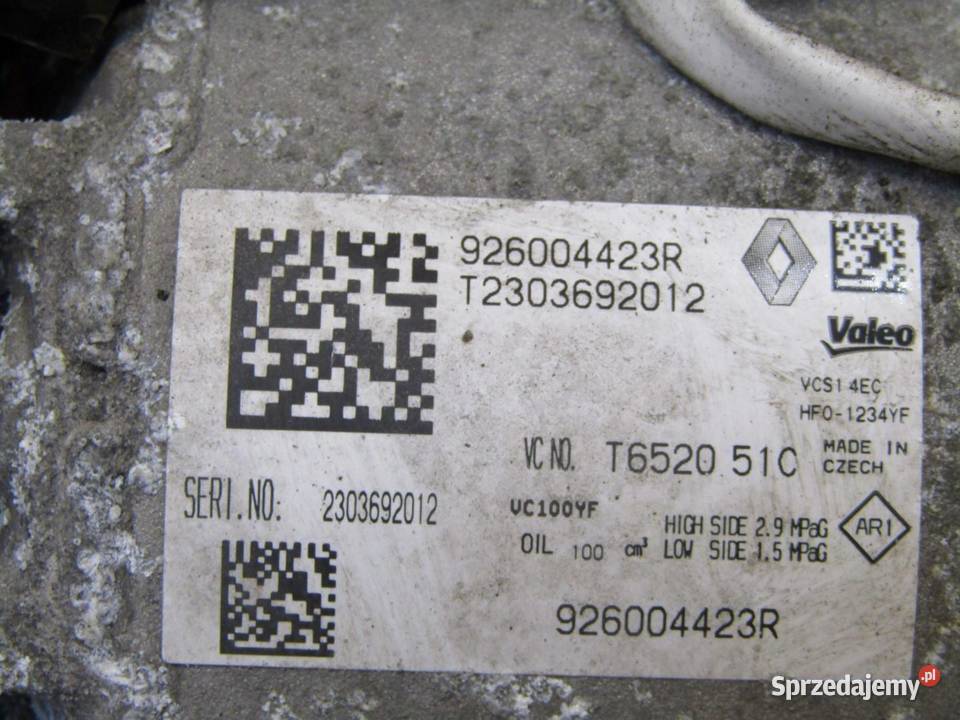 926004423R
T2303692012
Valeo
VCS14EC
HFO-1234YF
VC NO. T6520 51C
MADE IN
CZECH
SERI.NO: 2303692012
VC100YF
OIL 100 cm³
HIGH SIDE 2.9 MPaG
LOW SIDE 1.5 MPaG
AR1
926004423R
Sprzedajemy.pl